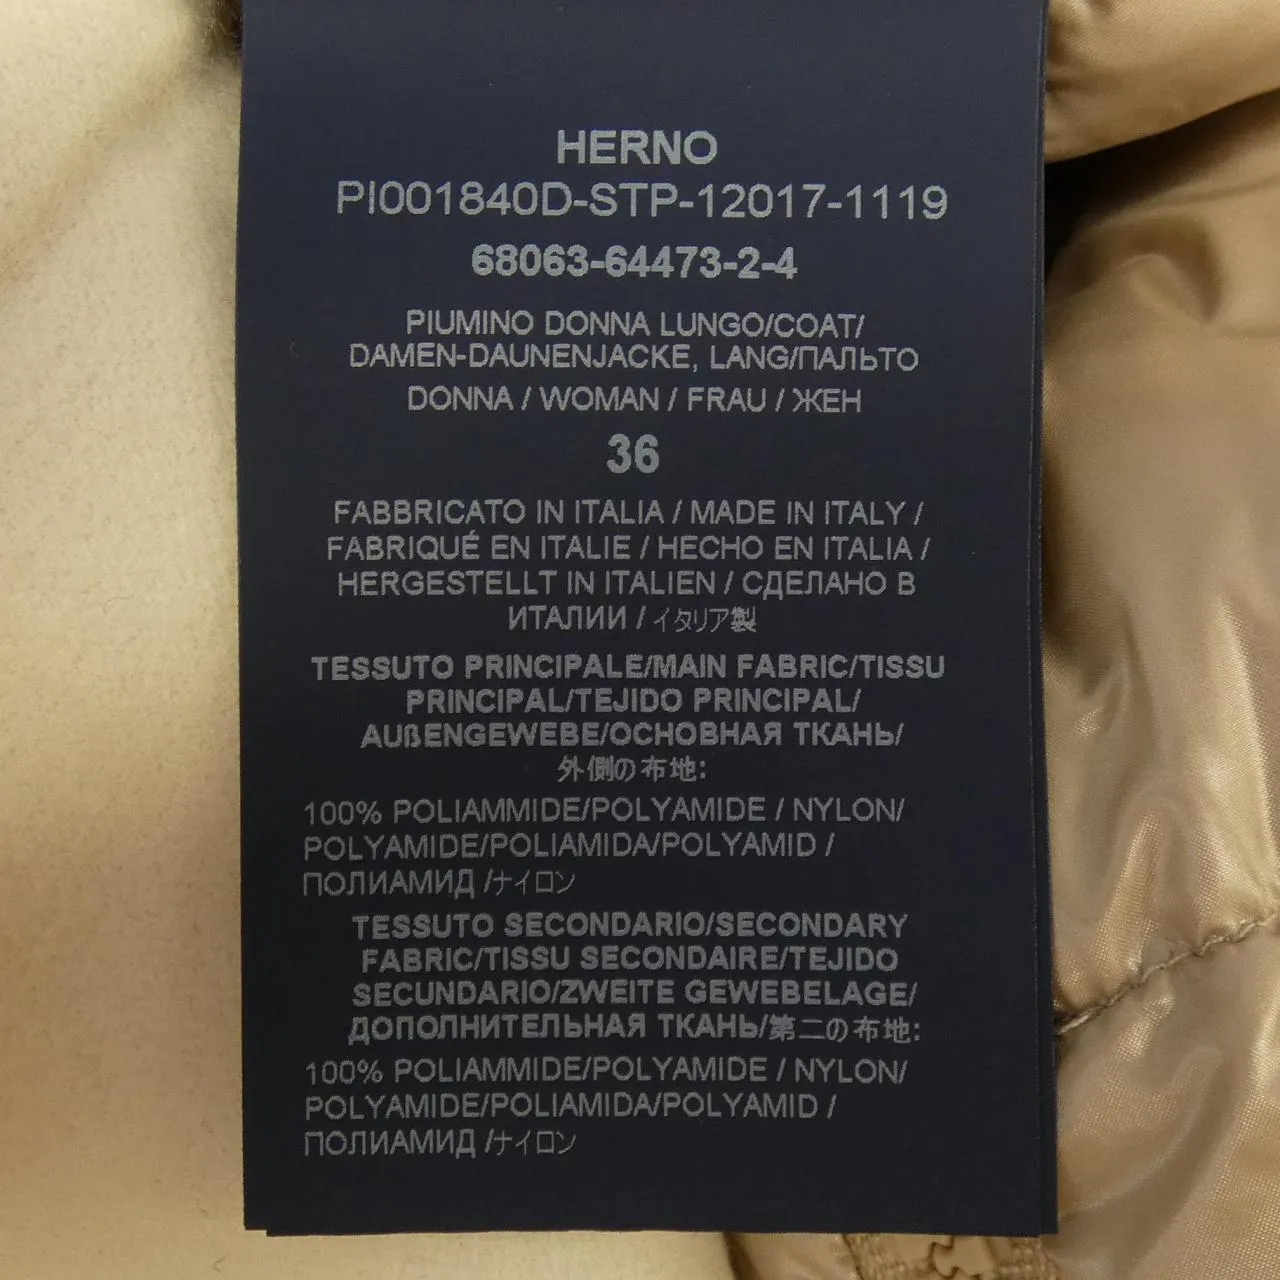 HERNO
PI001840D-STP-12017-1119
68063-64473-2-4
PIUMINO DONNA LUNGO/COAT/
DAMEN-DAUNENJACKE, LANG/ПАЛЬТО
DONNA / WOMAN / FRAU / ЖЕН
36
FABBRICATO IN ITALIA / MADE IN ITALY /
FABRIQUÉ EN ITALIE / HECHO EN ITALIA /
HERGESTELLT IN ITALIEN / СДЕЛАНО В
ИТАЛИИ / イタリア製
TESSUTO PRINCIPALE/MAIN FABRIC/TISSU
PRINCIPAL/TEJIDO PRINCIPAL/
AUßENGEWEBE/ОСНОВНАЯ ТКАНЬ/
外側の布地:
100% POLIAMMIDE/POLYAMIDE / NYLON/
POLYAMIDE/POLIAMIDA/POLYAMID /
ПОЛИАМИД /ナイロン
TESSUTO SECONDARIO/SECONDARY
FABRIC/TISSU SECONDAIRE/TEJIDO
SECUNDARIO/ZWEITE GEWEBELAGE/
ДОПОЛНИТЕЛЬНАЯ ТКАНЬ/第二の布地:
100% POLIAMMIDE/POLYAMIDE / NYLON/
POLYAMIDE/POLIAMIDA/POLYAMID /
ПОЛИАМИД /ナイロン